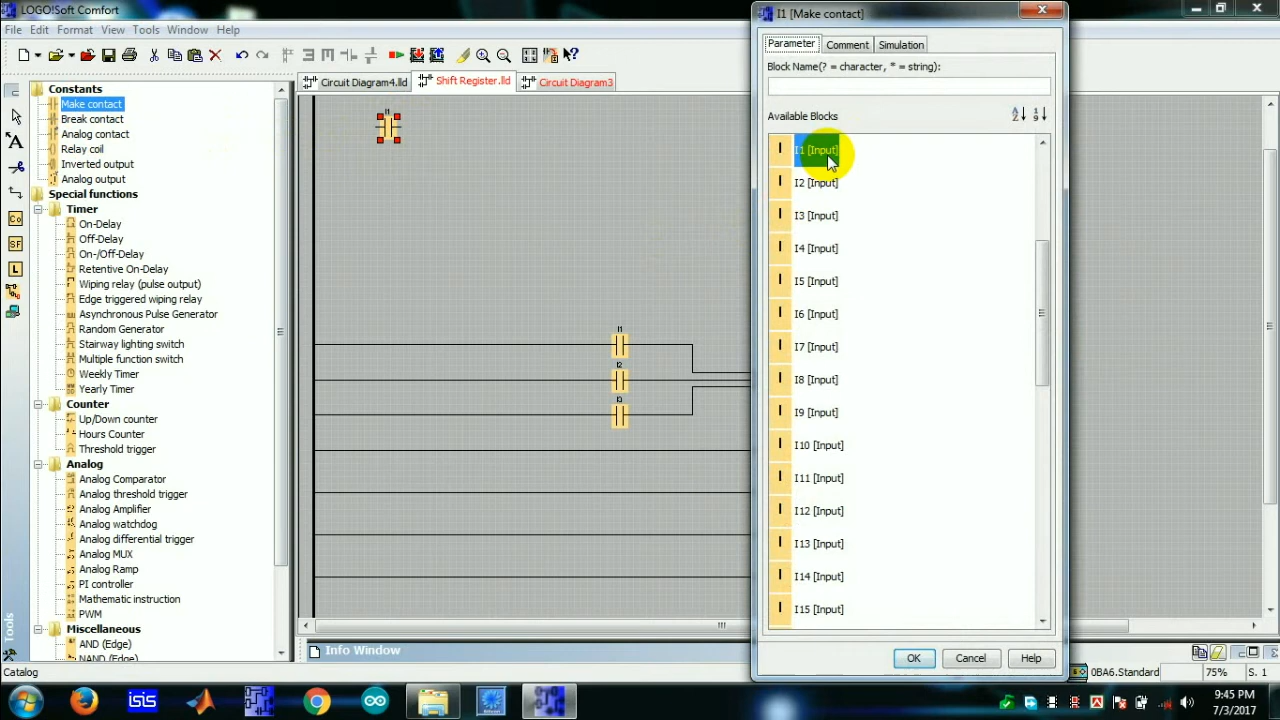 LOGO!Soft Comfort
File Edit Format View Tools Window Help
Circuit Diagram4.lld Shift Register.lld Circuit Diagram3
Constants
Make contact
Break contact
Analog contact
Relay coil
Inverted output
Analog output
Special functions
Timer
On-Delay
Off-Delay
On-/Off-Delay
Retentive On-Delay
Wiping relay (pulse output)
Edge triggered wiping relay
Asynchronous Pulse Generator
Random Generator
Stairway lighting switch
Multiple function switch
Weekly Timer
Yearly Timer
Counter
Up/Down counter
Hours Counter
Threshold trigger
Analog
Analog Comparator
Analog threshold trigger
Analog Amplifier
Analog watchdog
Analog differential trigger
Analog MUX
Analog Ramp
PI controller
Mathematic instruction
PWM
Miscellaneous
AND (Edge)
NAND (Edge)
Co
SF
L
Tools
I1
I1
I2
I3
Info Window
I1 [Make contact]
Parameter Comment Simulation
Block Name(? = character, * = string):
Available Blocks
I I1 [Input]
I I2 [Input]
I I3 [Input]
I I4 [Input]
I I5 [Input]
I I6 [Input]
I I7 [Input]
I I8 [Input]
I I9 [Input]
I I10 [Input]
I I11 [Input]
I I12 [Input]
I I13 [Input]
I I14 [Input]
I I15 [Input]
OK Cancel Help
Catalog
0BA6.Standard 75% S. 1
isis
9:45 PM
7/3/2017